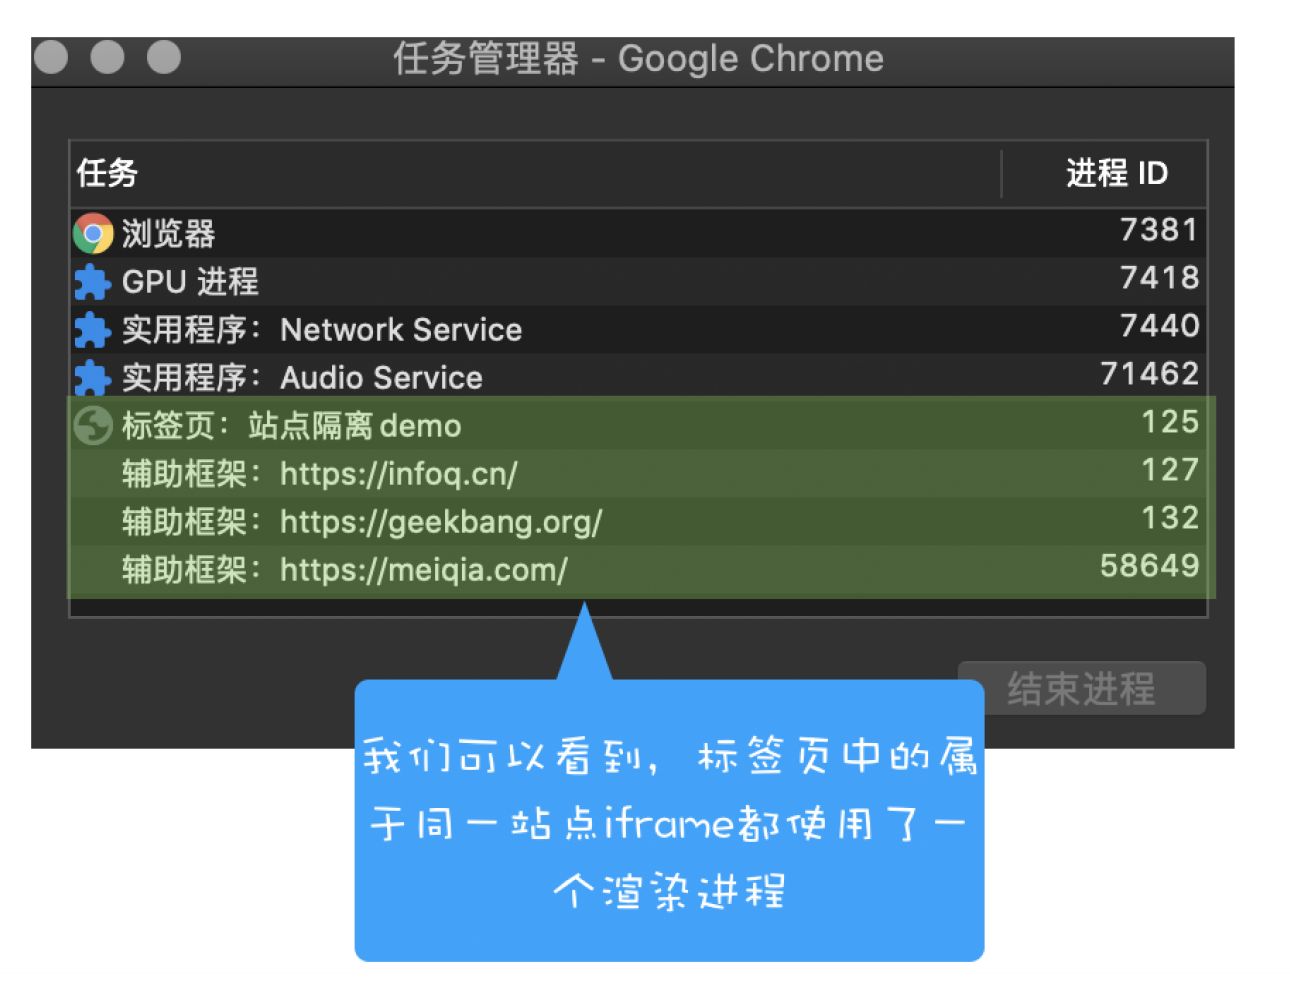 任务管理器 - Google Chrome
任务 进程 ID
浏览器 7381
GPU 进程 7418
实用程序：Network Service 7440
实用程序：Audio Service 71462
标签页：站点隔离 demo 125
辅助框架：https://infoq.cn/ 127
辅助框架：https://geekbang.org/ 132
辅助框架：https://meiqia.com/ 58649
结束进程
我们可以看到，标签页中的属
于同一站点iframe都使用了一
个渲染进程